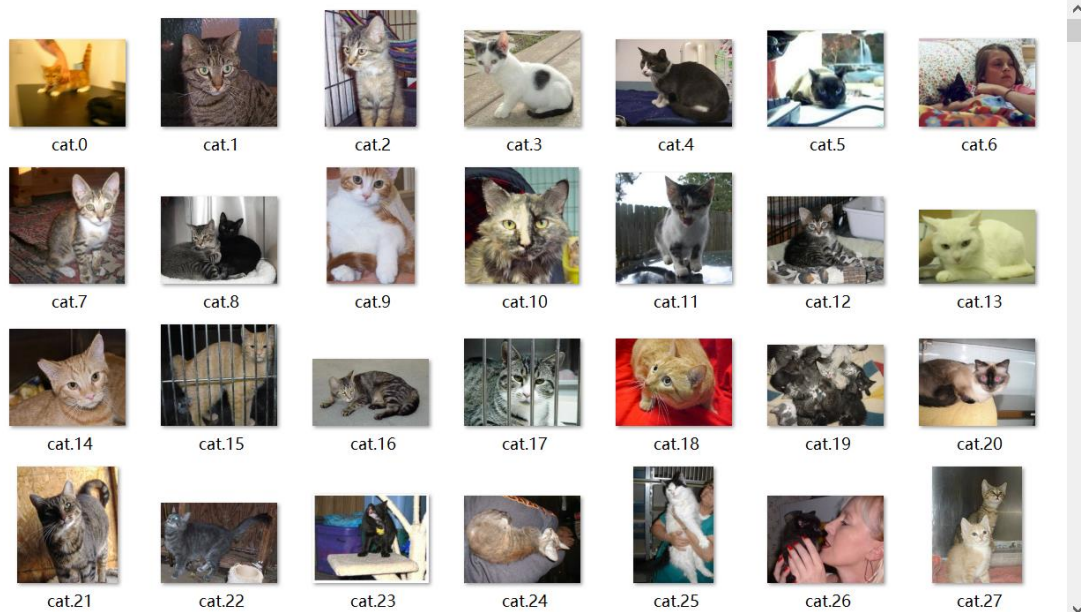 cat.0 cat.1 cat.2 cat.3 cat.4 cat.5 cat.6
cat.7 cat.8 cat.9 cat.10 cat.11 cat.12 cat.13
cat.14 cat.15 cat.16 cat.17 cat.18 cat.19 cat.20
cat.21 cat.22 cat.23 cat.24 cat.25 cat.26 cat.27